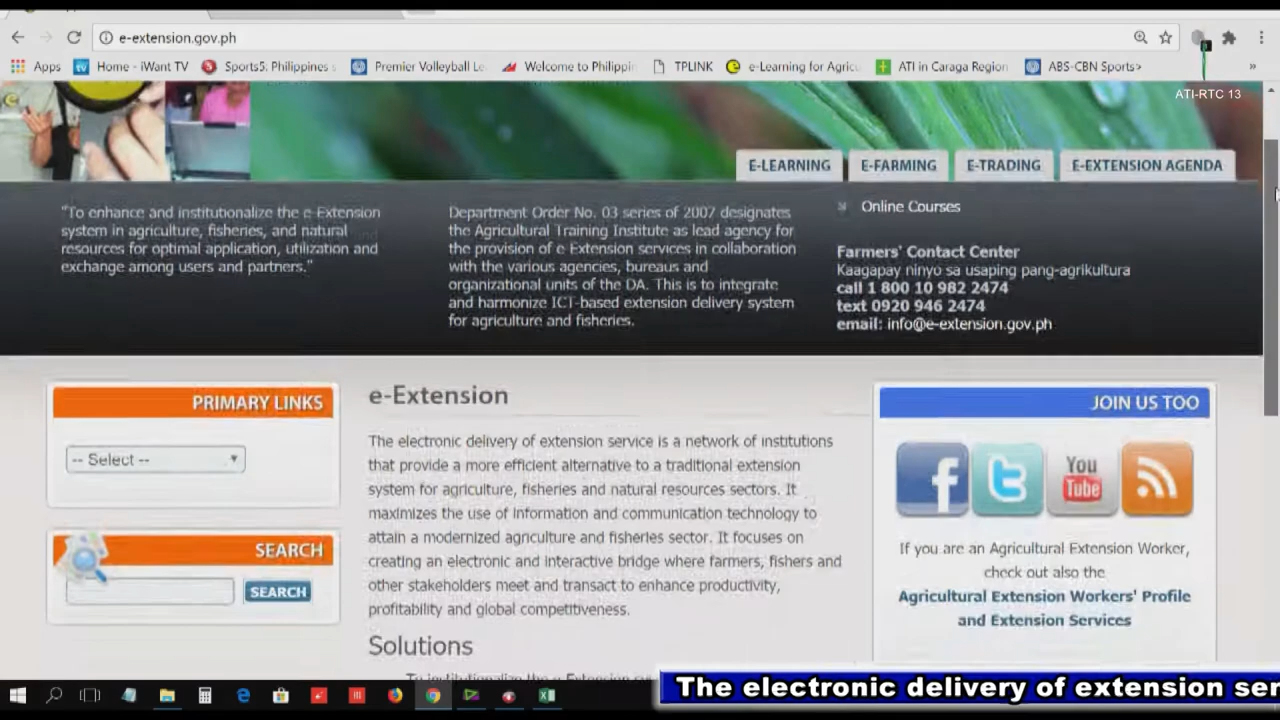 e-extension.gov.ph
Apps
Home - iWant TV
Sports5: Philippines
Premier Volleyball Le
Welcome to Philippin
TPLINK
e-Learning for Agric
ATI in Caraga Region
ABS-CBN Sports>
»
ATI-RTC 13
E-LEARNING
E-FARMING
E-TRADING
E-EXTENSION AGENDA
"To enhance and institutionalize the e-Extension
system in agriculture, fisheries, and natural
resources for optimal application, utilization and
exchange among users and partners."
Department Order No. 03 series of 2007 designates
the Agricultural Training Institute as lead agency for
the provision of e-Extension services in collaboration
with the various agencies, bureaus and
organizational units of the DA. This is to integrate
and harmonize ICT-based extension delivery system
for agriculture and fisheries.
Online Courses
Farmers' Contact Center
Kaagapay ninyo sa usaping pang-agrikultura
call 1 800 10 982 2474
text 0920 946 2474
email: info@e-extension.gov.ph
PRIMARY LINKS
-- Select --
SEARCH
SEARCH
e-Extension
The electronic delivery of extension service is a network of institutions
that provide a more efficient alternative to a traditional extension
system for agriculture, fisheries and natural resources sectors. It
maximizes the use of information and communication technology to
attain a modernized agriculture and fisheries sector. It focuses on
creating an electronic and interactive bridge where farmers, fishers and
other stakeholders meet and transact to enhance productivity,
profitability and global competitiveness.
Solutions
JOIN US TOO
You
Tube
If you are an Agricultural Extension Worker,
check out also the
Agricultural Extension Workers' Profile
and Extension Services
The electronic delivery of extension ser